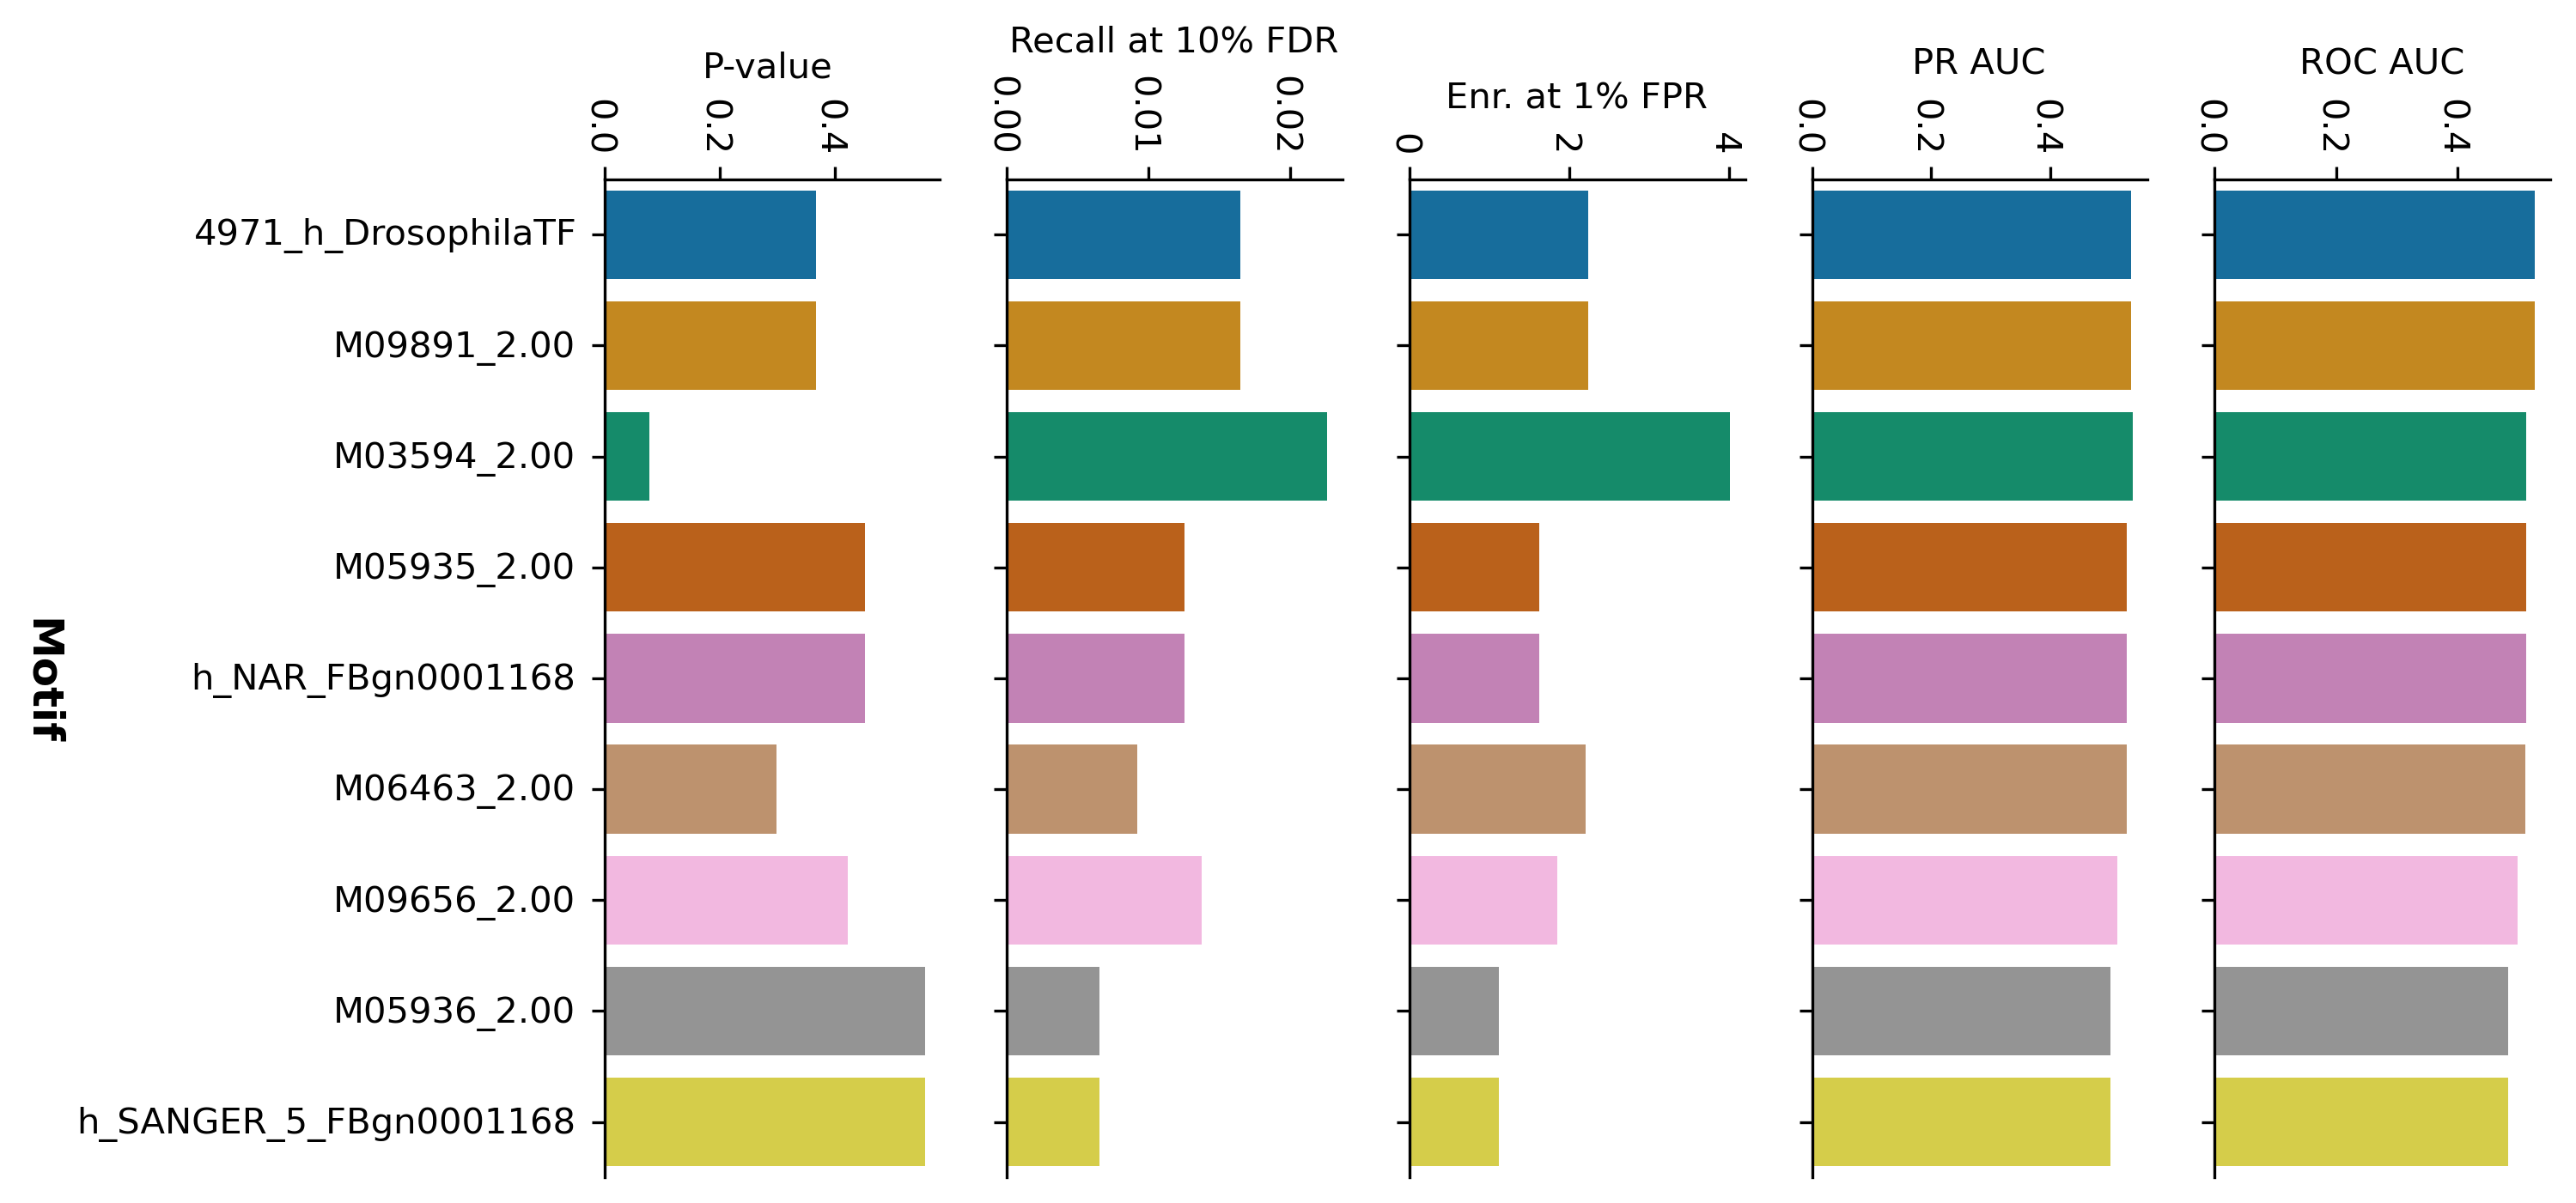 Recall at 10% FDR
P-value
Enr. at 1% FPR
PR AUC
ROC AUC
0.0 0.2 0.4
0.00 0.01 0.02
0 2 4
0.0 0.2 0.4
0.0 0.2 0.4
Motif
4971_h_DrosophilaTF
M09891_2.00
M03594_2.00
M05935_2.00
h_NAR_FBgn0001168
M06463_2.00
M09656_2.00
M05936_2.00
h_SANGER_5_FBgn0001168